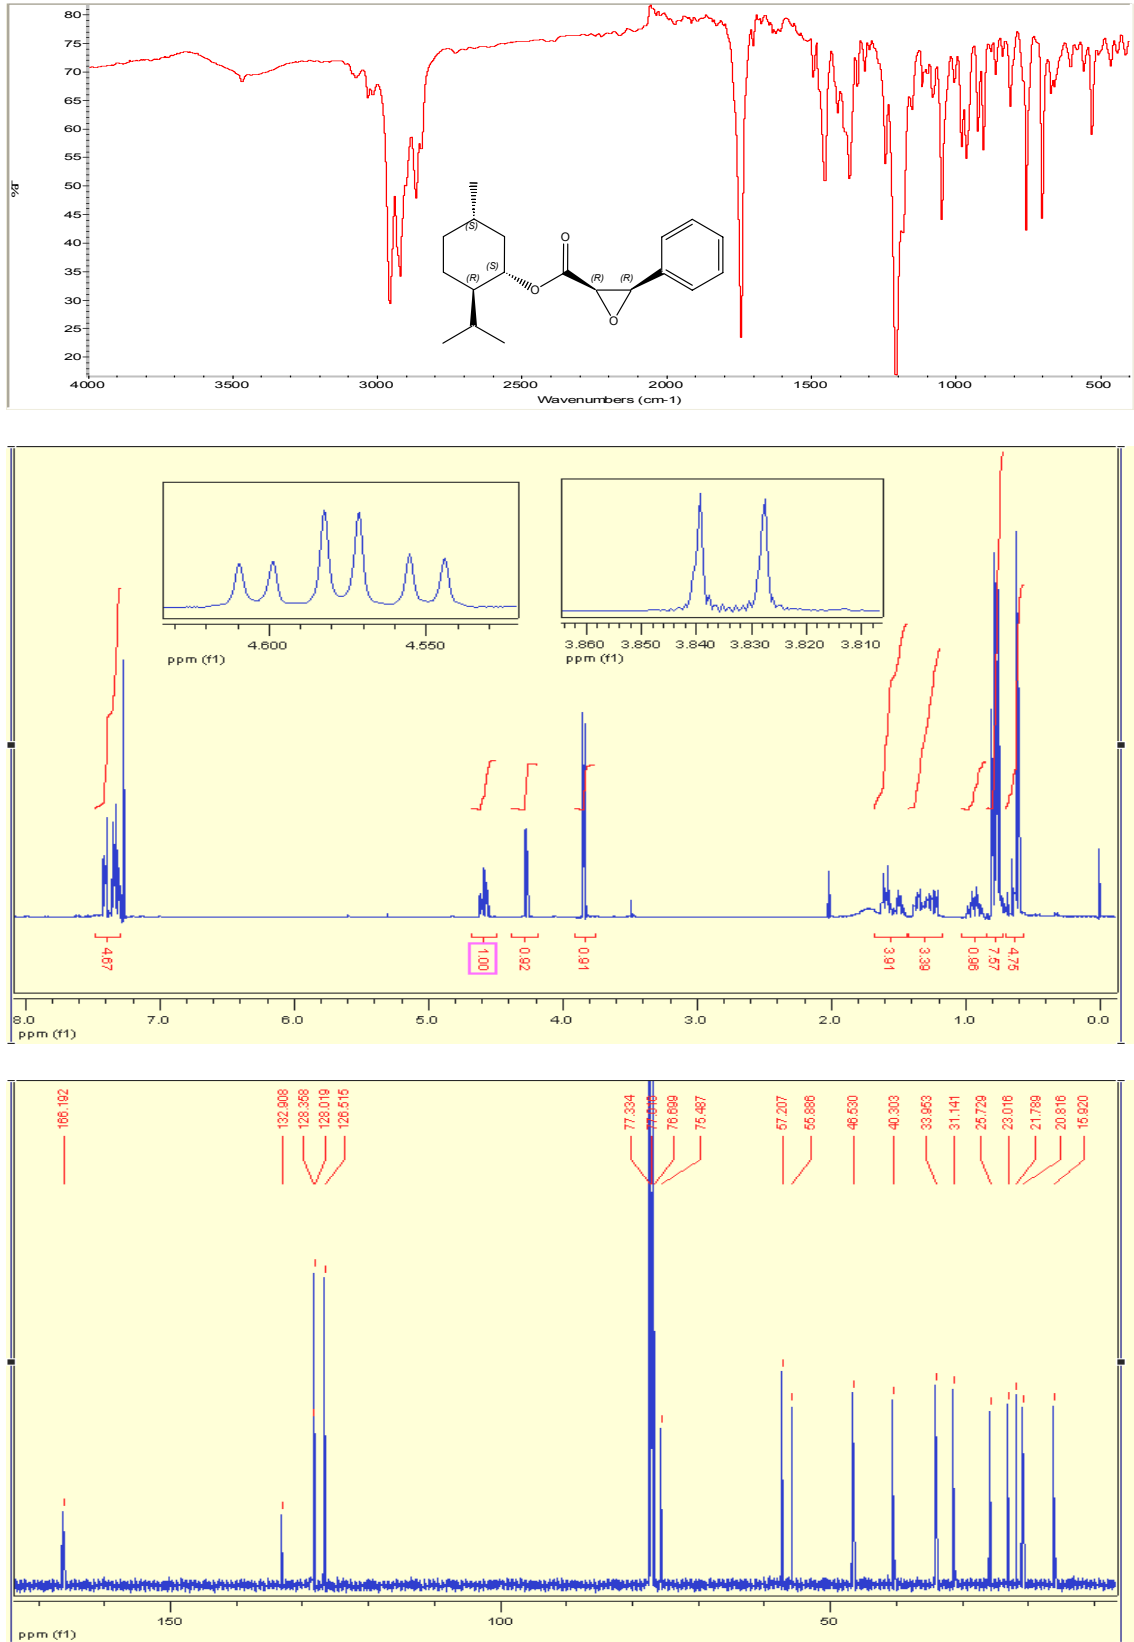 80
75
70
65
60
55
50
45
40
35
30
25
20
%T
(S)
(S)
(R)
O
O
(R)
(R)
O
4000 3500 3000 2500 2000 1500 1000 500
Wavenumbers (cm-1)
4.600 4.550
ppm (f1)
3.860 3.850 3.840 3.830 3.820 3.810
ppm (f1)
4.67 1.00 0.92 0.91 3.91 3.39 0.96 7.57 4.75
8.0 7.0 6.0 5.0 4.0 3.0 2.0 1.0 0.0
ppm (f1)
166.192 132.908 128.358 128.019 126.515 77.334 77.016 76.699 75.487 57.207 55.886 46.530 40.303 33.953 31.141 25.729 23.016 21.789 20.816 15.920
150 100 50
ppm (f1)